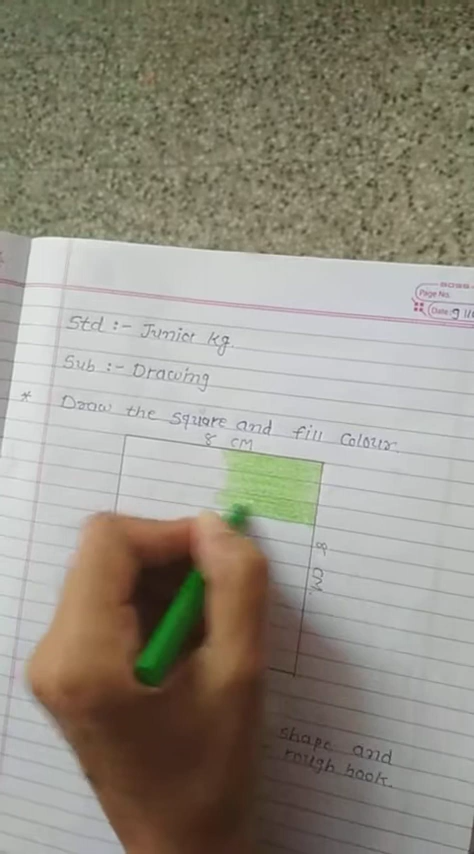 Page No.
Date
Std :- Junior kg.
Sub :- Drawing
* Draw the square and fill colour.
8 CM
8 CM.
shape and
rough book.